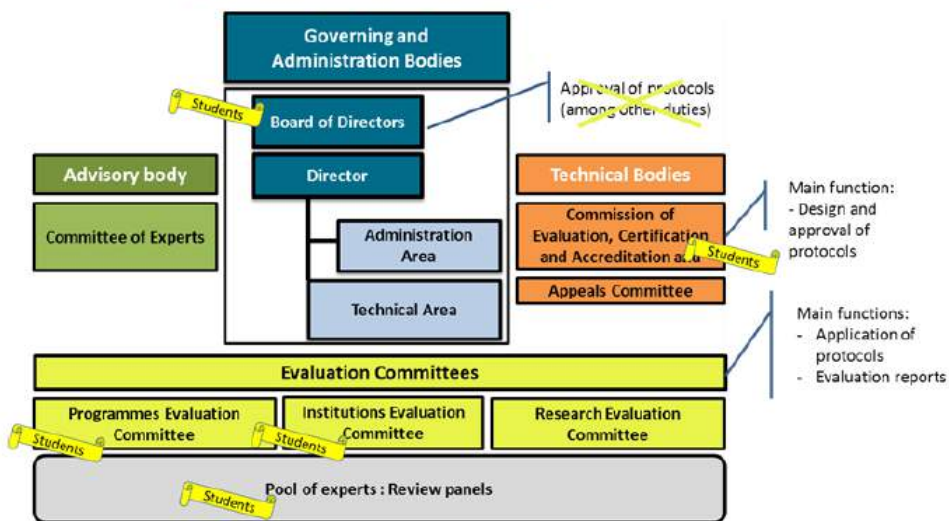 Governing and
Administration Bodies
Students
Board of Directors
Approval of protocols
(among other duties)
Advisory body
Director
Technical Bodies
Committee of Experts
Administration
Area
Technical Area
Commission of
Evaluation, Certification
and Accreditation and
Students
Appeals Committee
Main function:
- Design and
approval of
protocols
Main functions:
- Application of
protocols
- Evaluation reports
Evaluation Committees
Programmes Evaluation
Committee
Students
Institutions Evaluation
Committee
Students
Research Evaluation
Committee
Pool of experts : Review panels
Students